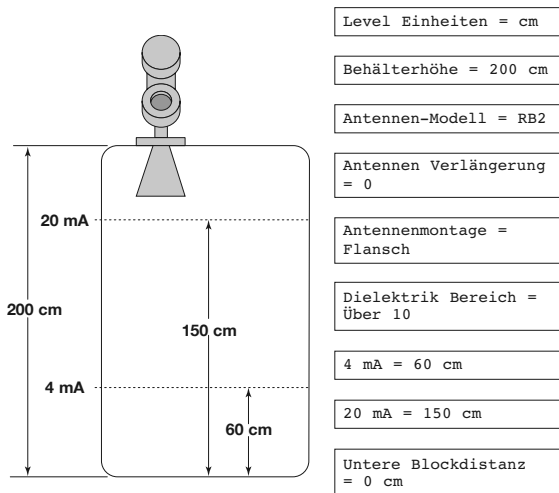 20 mA
200 cm
150 cm
4 mA
60 cm
Level Einheiten = cm
Behälterhöhe = 200 cm
Antennen-Modell = RB2
Antennen Verlängerung
= 0
Antennenmontage =
Flansch
Dielektrik Bereich =
Über 10
4 mA = 60 cm
20 mA = 150 cm
Untere Blockdistanz
= 0 cm